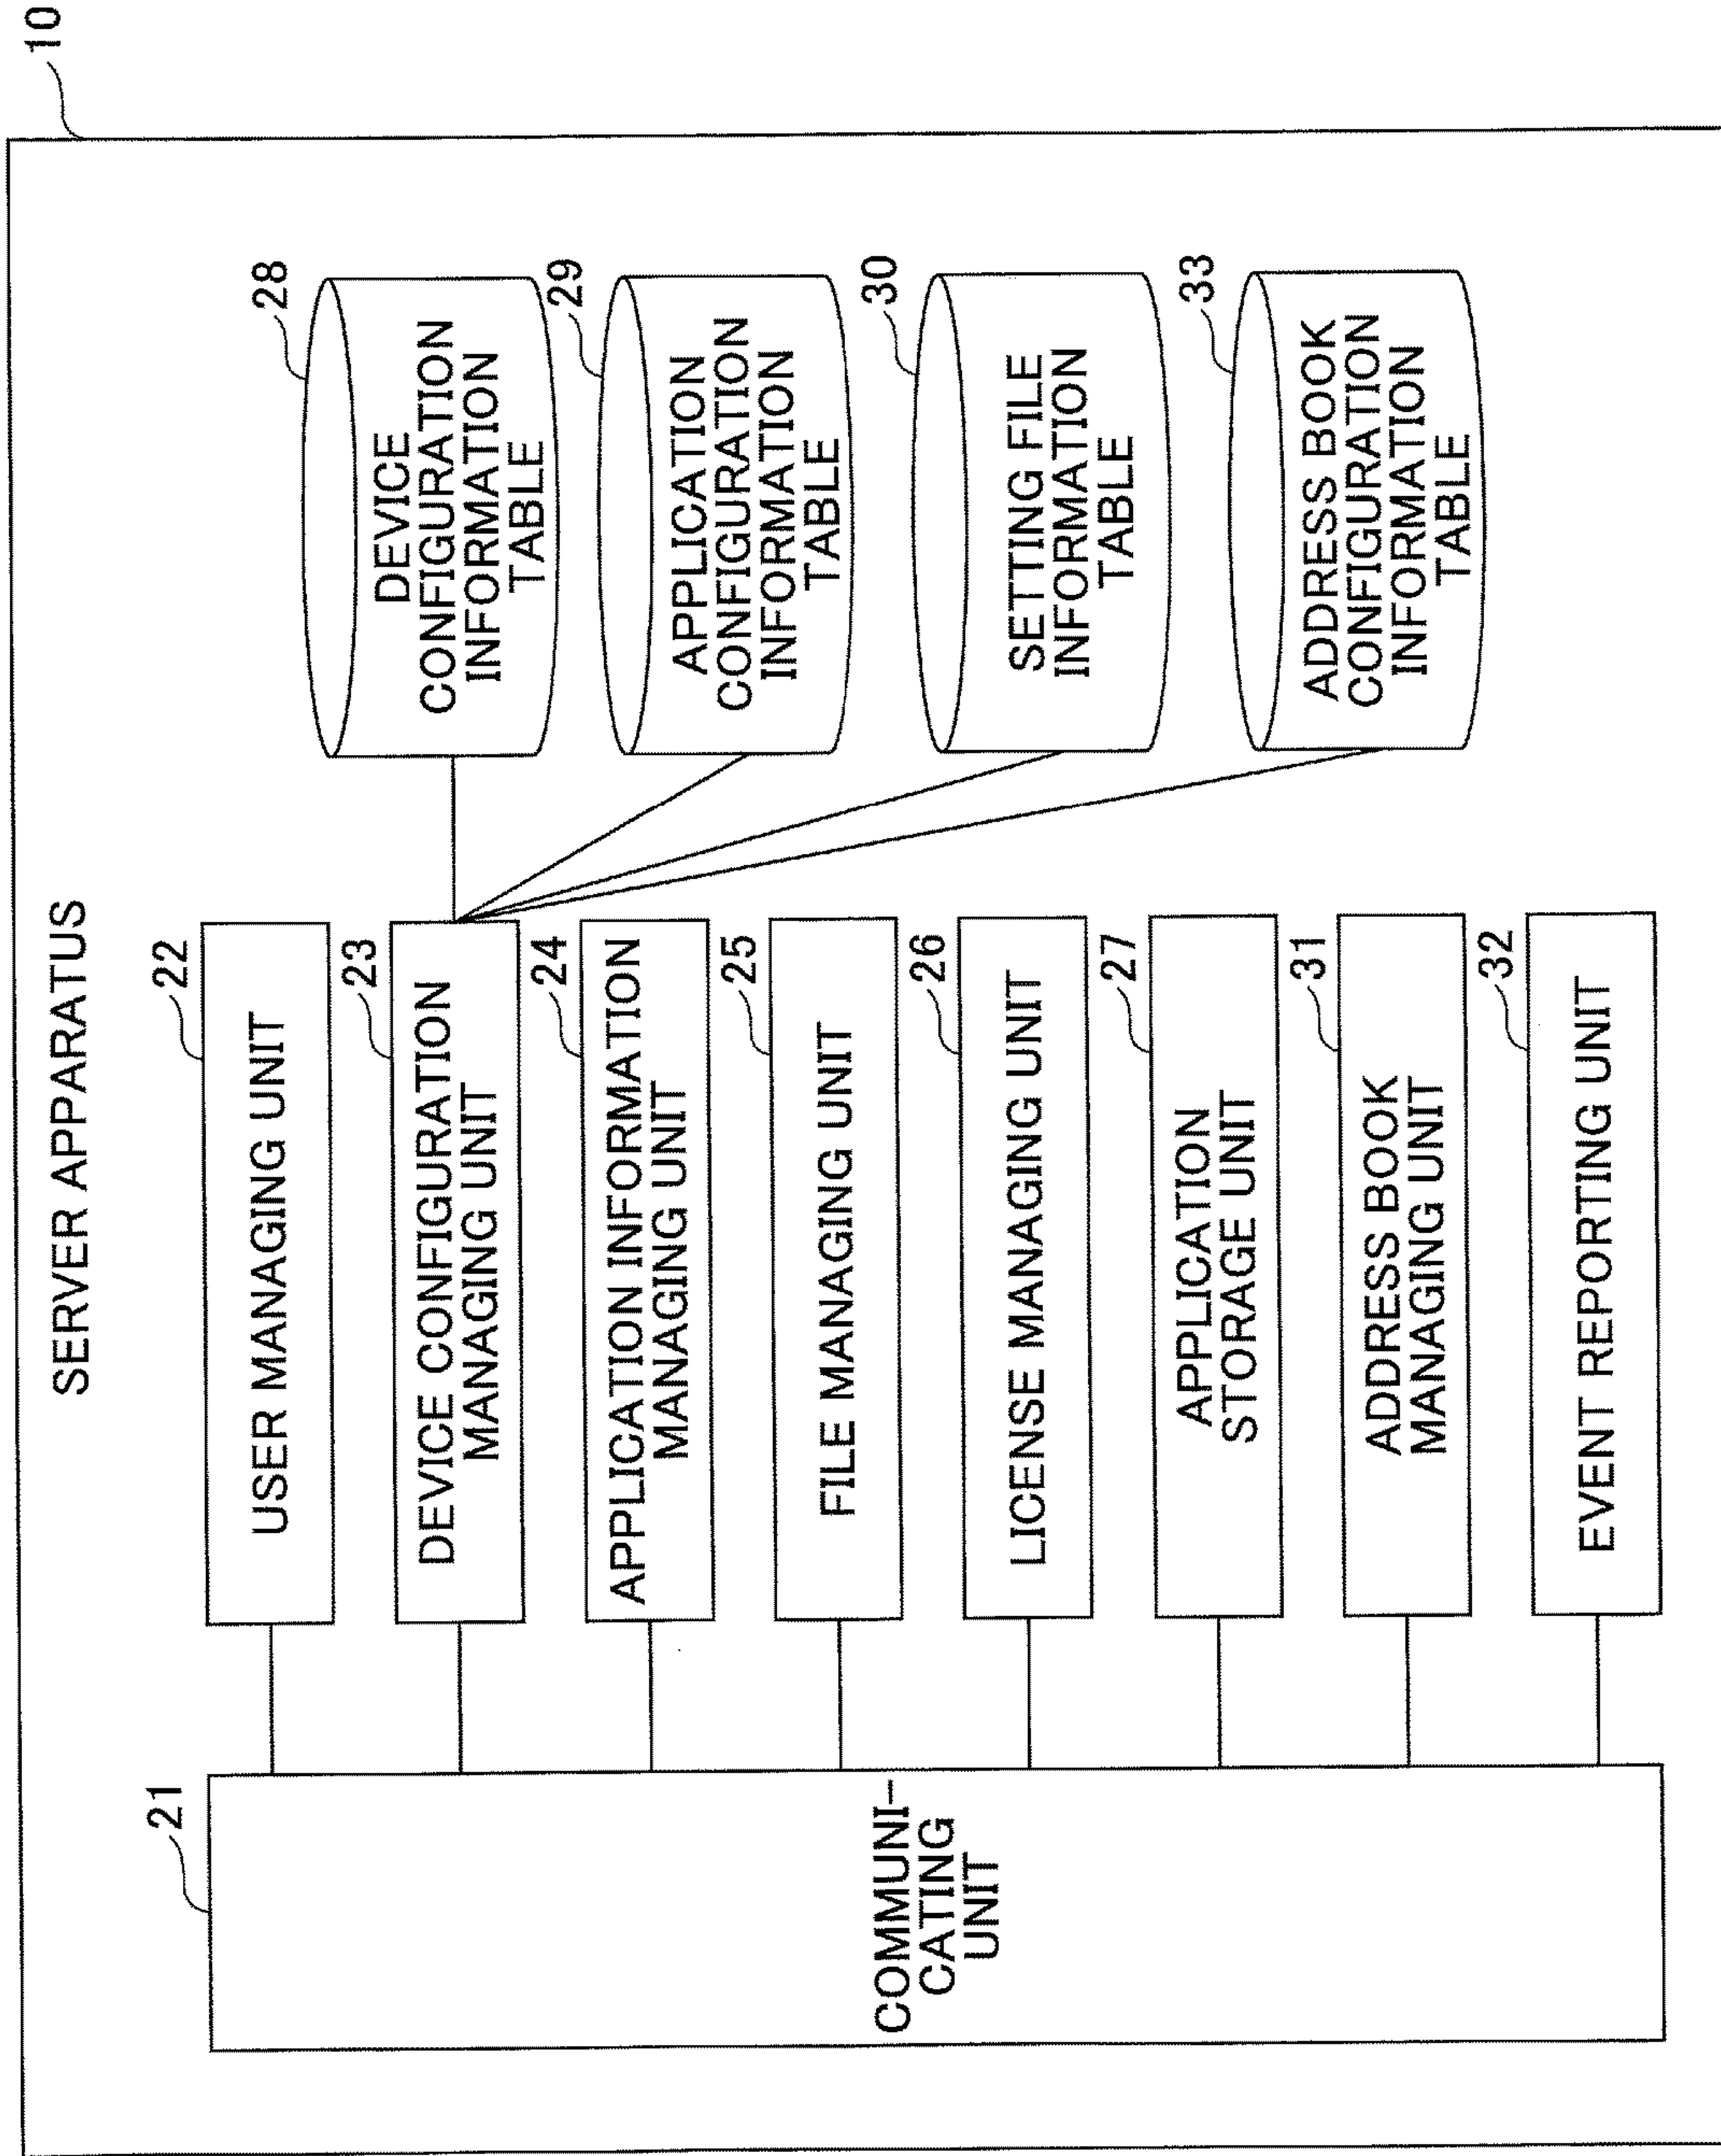 10
SERVER APPARATUS
21
COMMUNI-
CATING
UNIT
22
USER MANAGING UNIT
23
DEVICE CONFIGURATION
MANAGING UNIT
24
APPLICATION INFORMATION
MANAGING UNIT
25
FILE MANAGING UNIT
26
LICENSE MANAGING UNIT
27
APPLICATION
STORAGE UNIT
31
ADDRESS BOOK
MANAGING UNIT
32
EVENT REPORTING UNIT
28
DEVICE
CONFIGURATION
INFORMATION
TABLE
29
APPLICATION
CONFIGURATION
INFORMATION
TABLE
30
SETTING FILE
INFORMATION
TABLE
33
ADDRESS BOOK
CONFIGURATION
INFORMATION
TABLE